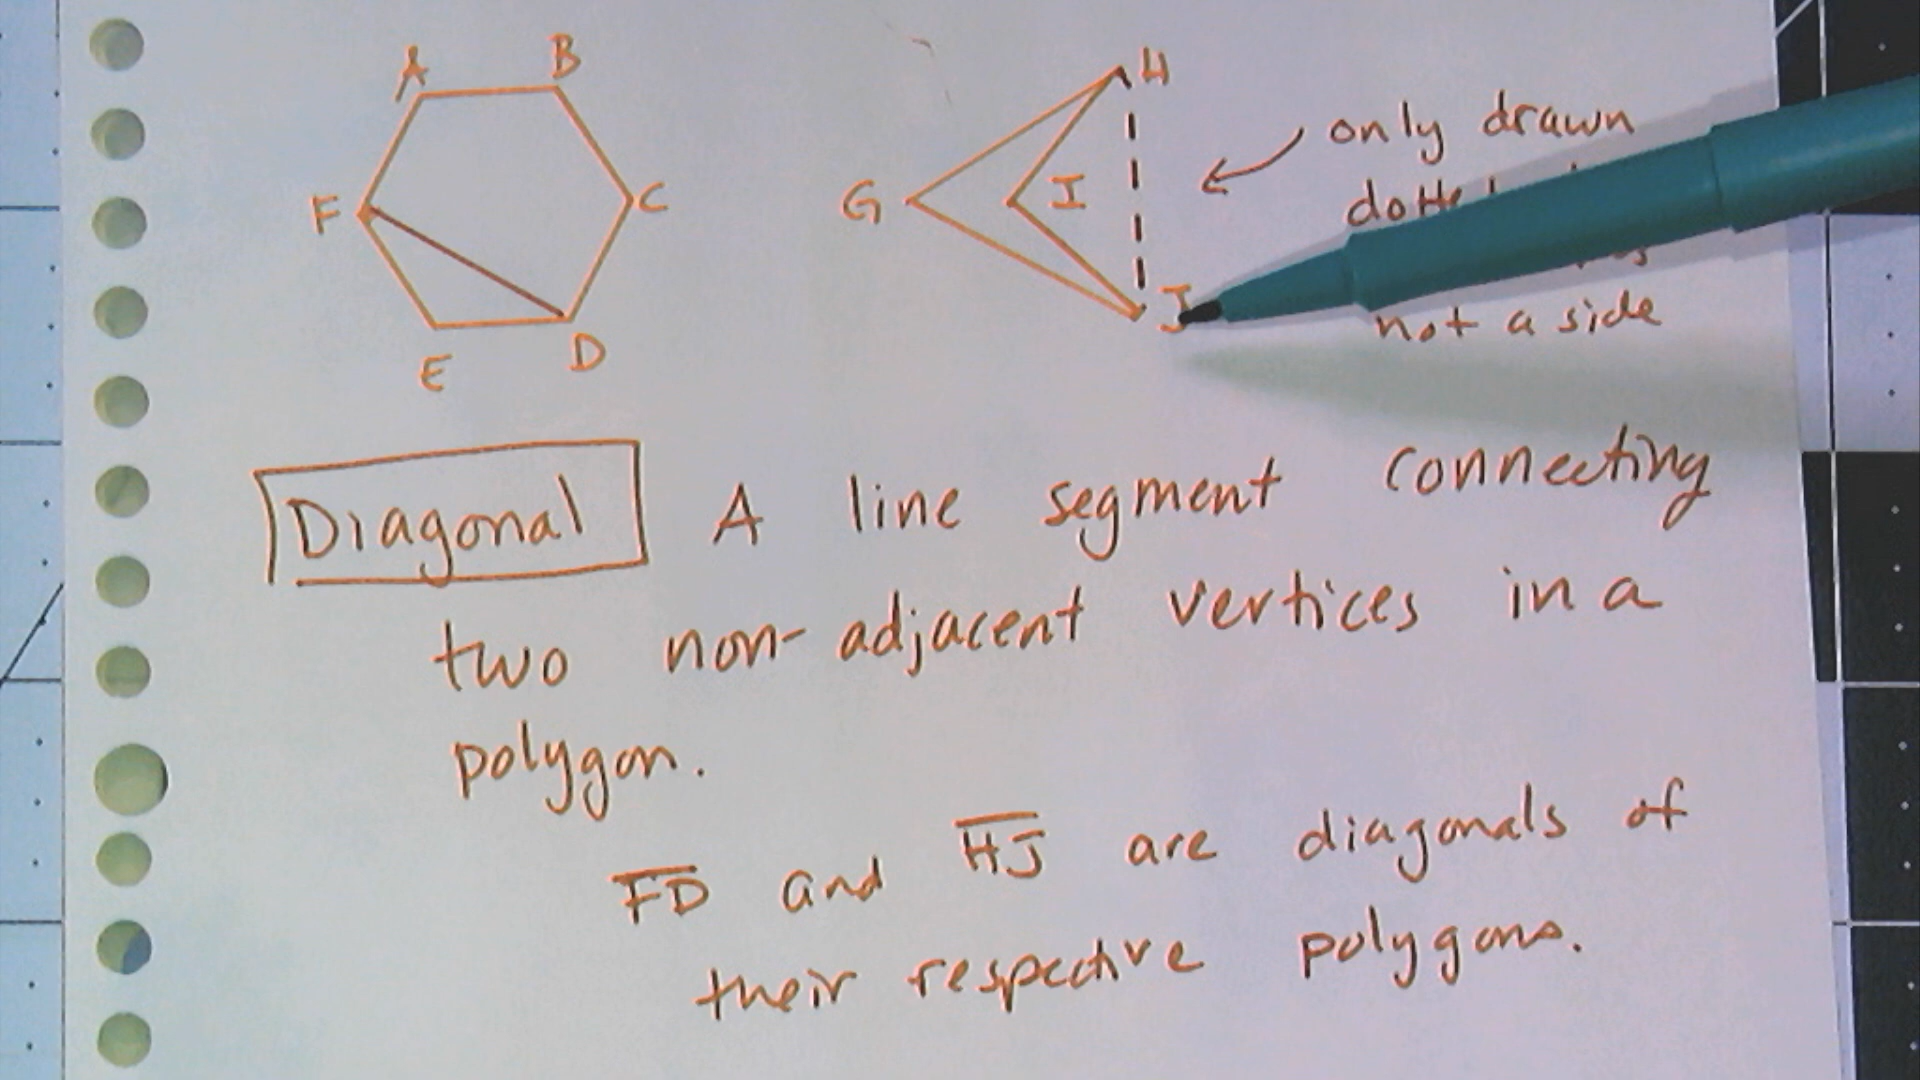 A
B
C
D
E
F
G
H
I
J
only drawn
not a side
Diagonal A line segment connecting
two non-adjacent vertices in a
polygon.
FD and HJ are diagonals of
their respective polygons.